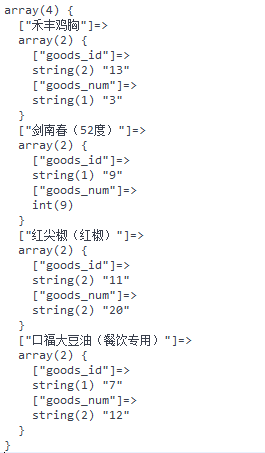 array(4) {
  ["禾丰鸡胸"]=>
  array(2) {
    ["goods_id"]=>
    string(2) "13"
    ["goods_num"]=>
    string(1) "3"
  }
  ["剑南春（52度）"]=>
  array(2) {
    ["goods_id"]=>
    string(1) "9"
    ["goods_num"]=>
    int(9)
  }
  ["红尖椒（红椒）"]=>
  array(2) {
    ["goods_id"]=>
    string(2) "11"
    ["goods_num"]=>
    string(2) "20"
  }
  ["口福大豆油（餐饮专用）"]=>
  array(2) {
    ["goods_id"]=>
    string(1) "7"
    ["goods_num"]=>
    string(2) "12"
  }
}